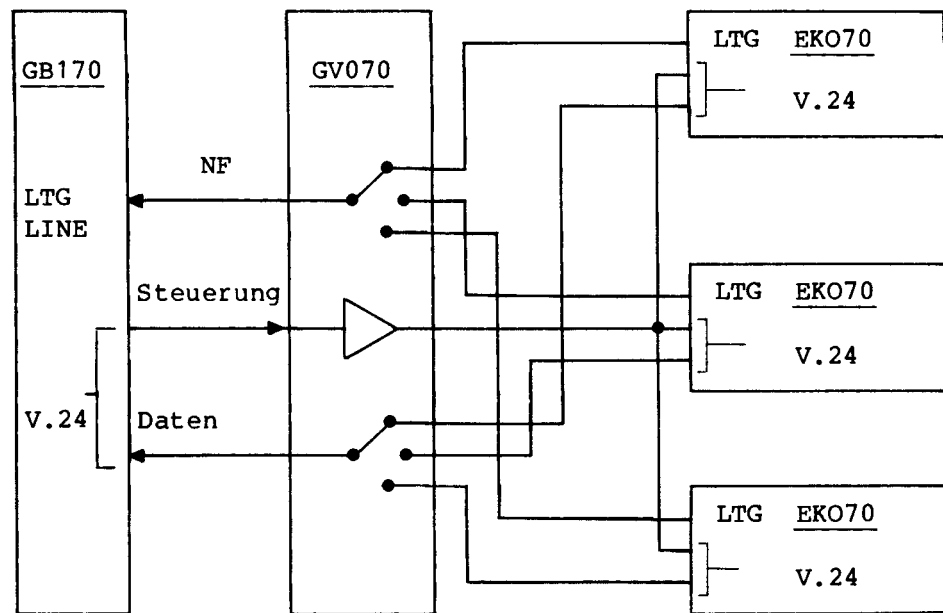 GB170
LTG
LINE
V.24
NF
Steuerung
Daten
GV070
LTG EKO70
V.24
LTG EKO70
V.24
LTG EKO70
V.24